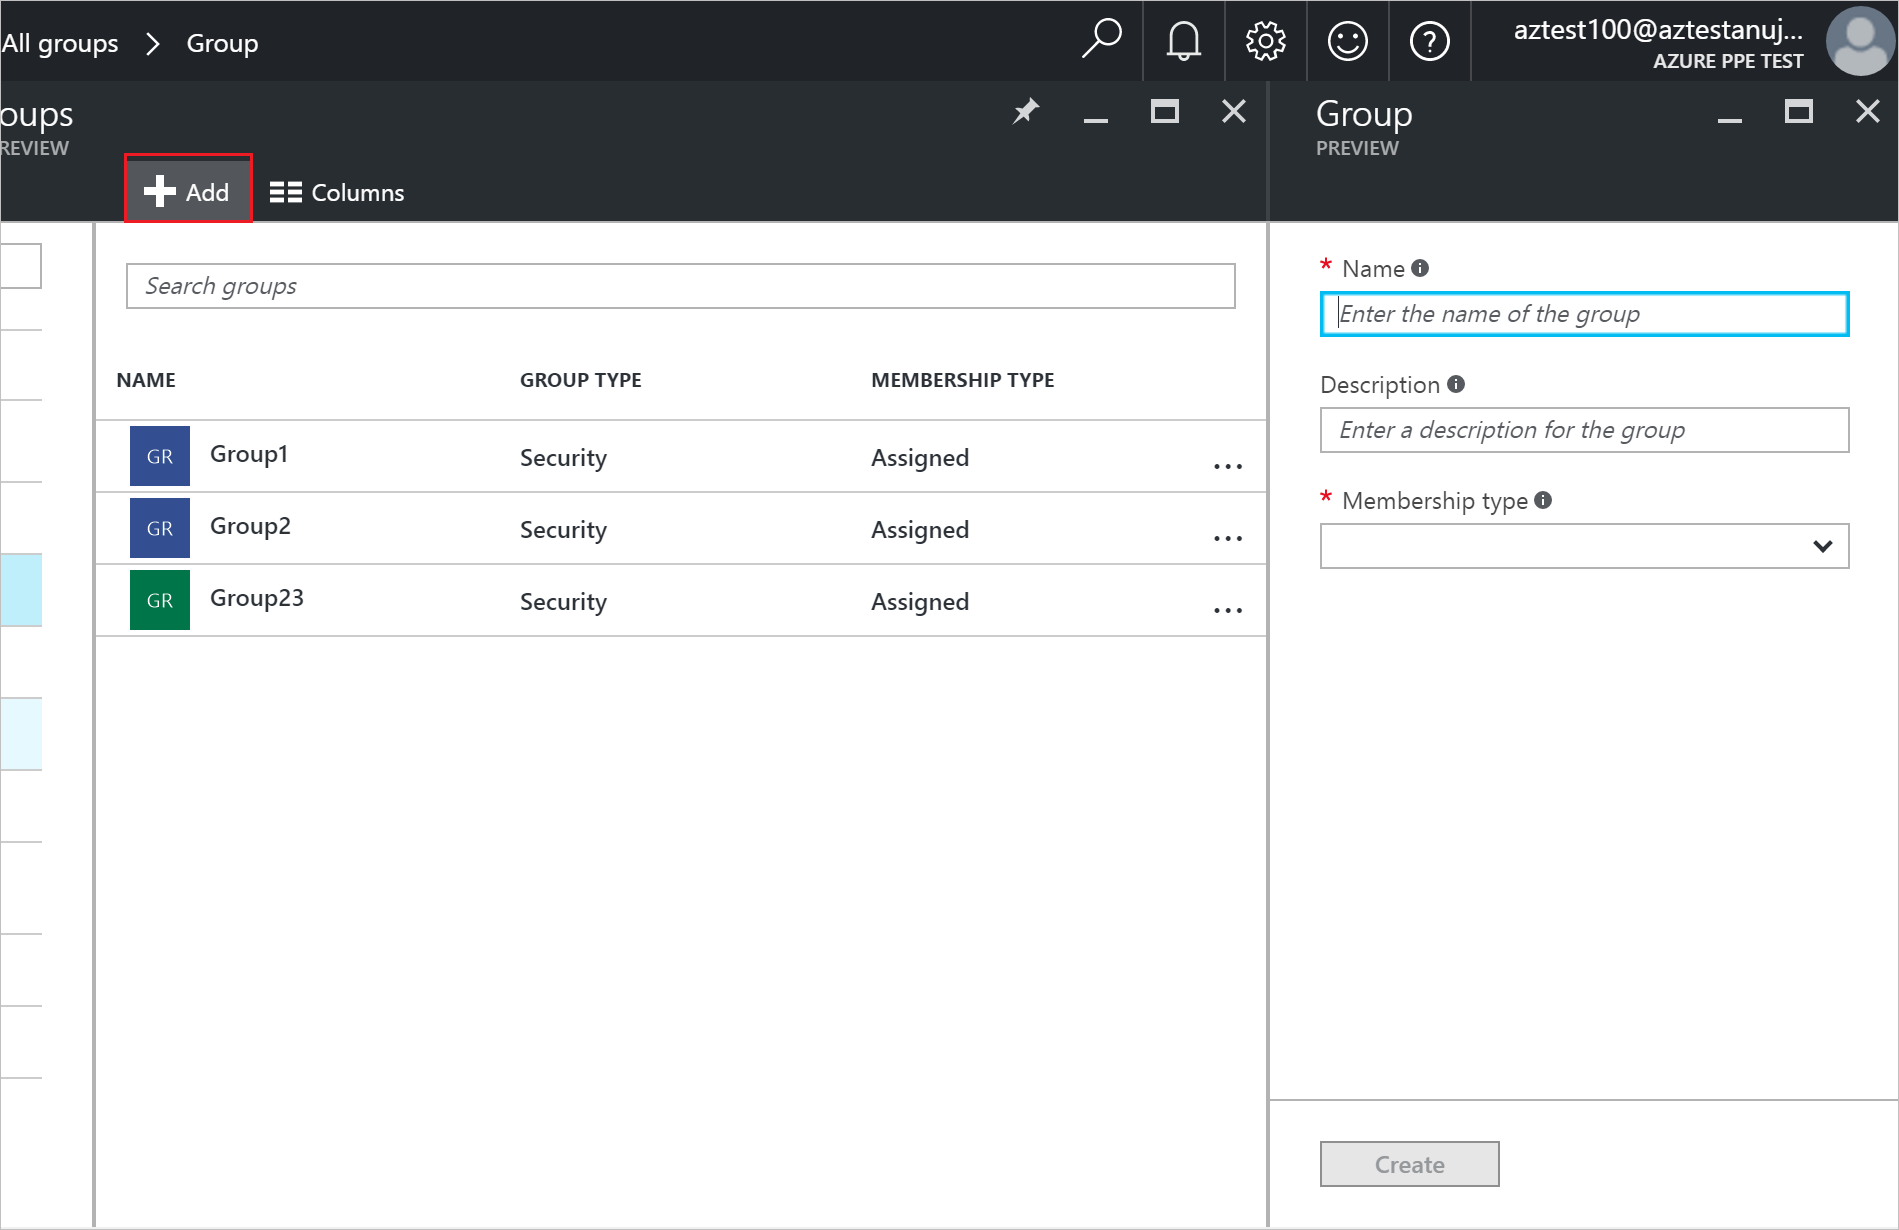 All groups > Group
aztest100@aztestanuj...
AZURE PPE TEST
oups
REVIEW
Add
Columns
Search groups
NAME GROUP TYPE MEMBERSHIP TYPE
GR Group1 Security Assigned ...
GR Group2 Security Assigned ...
GR Group23 Security Assigned ...
Group
PREVIEW
* Name
Enter the name of the group
Description
Enter a description for the group
* Membership type
Create